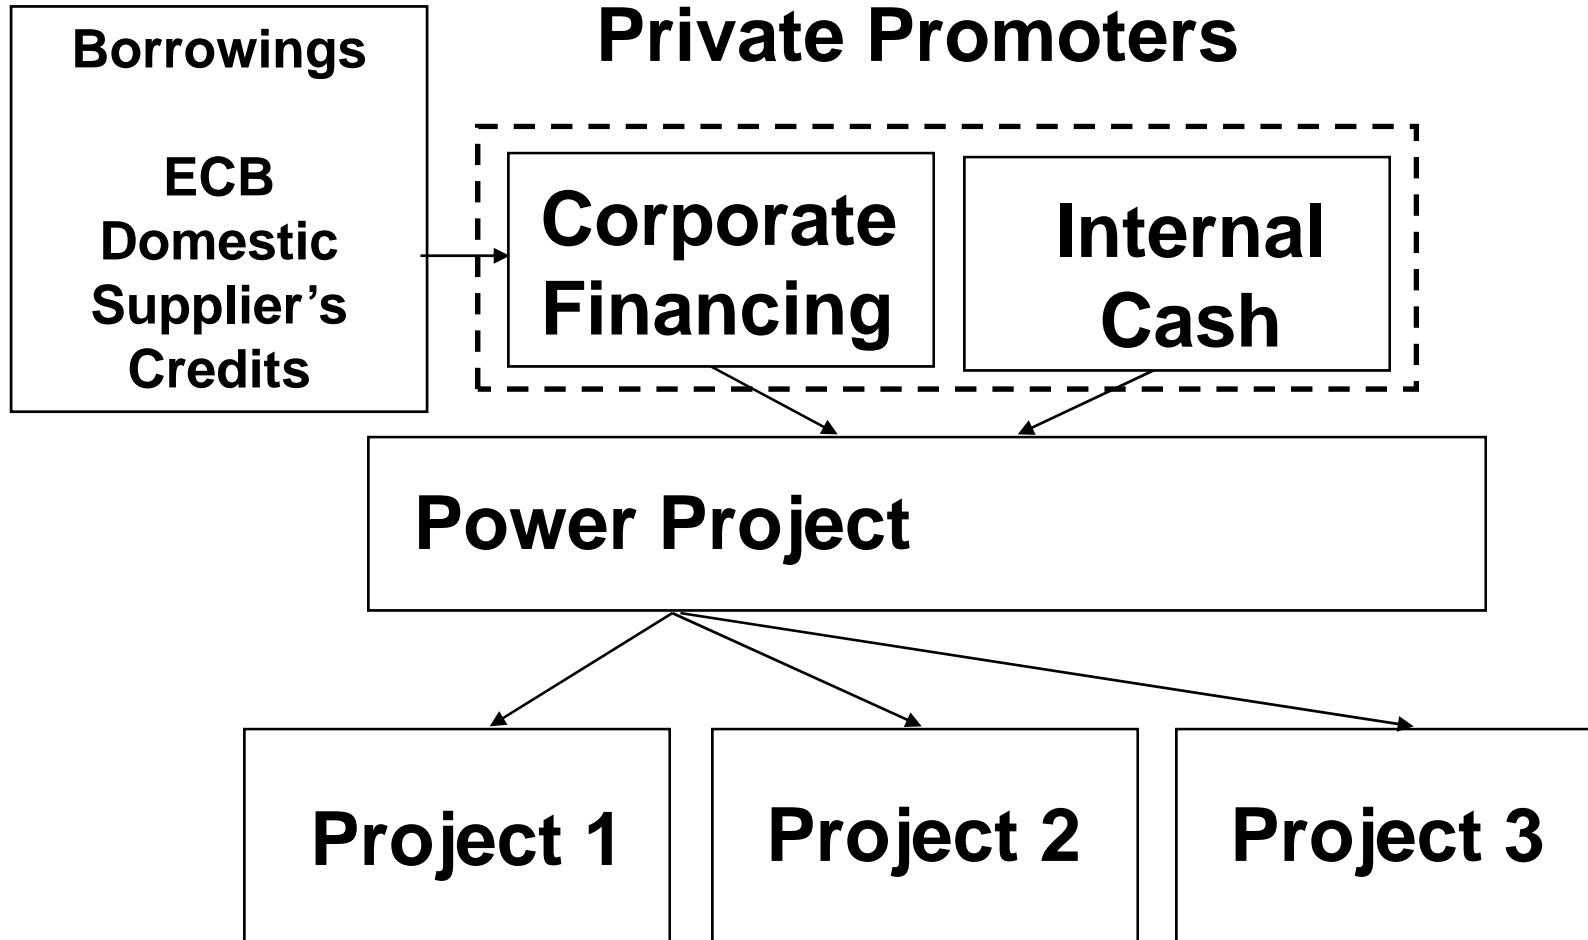 Borrowings
ECB
Domestic
Supplier’s
Credits
Private Promoters
Corporate
Financing
Internal
Cash
Power Project
Project 1
Project 2
Project 3